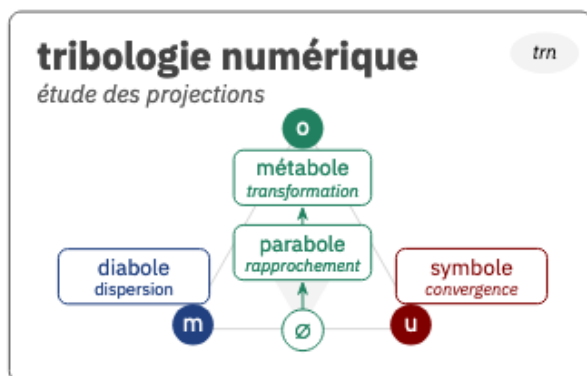 tribologie numérique
trn
étude des projections
o
métabole
transformation
parabole
rapprochement
diabole
dispersion
symbole
convergence
m
ø
u